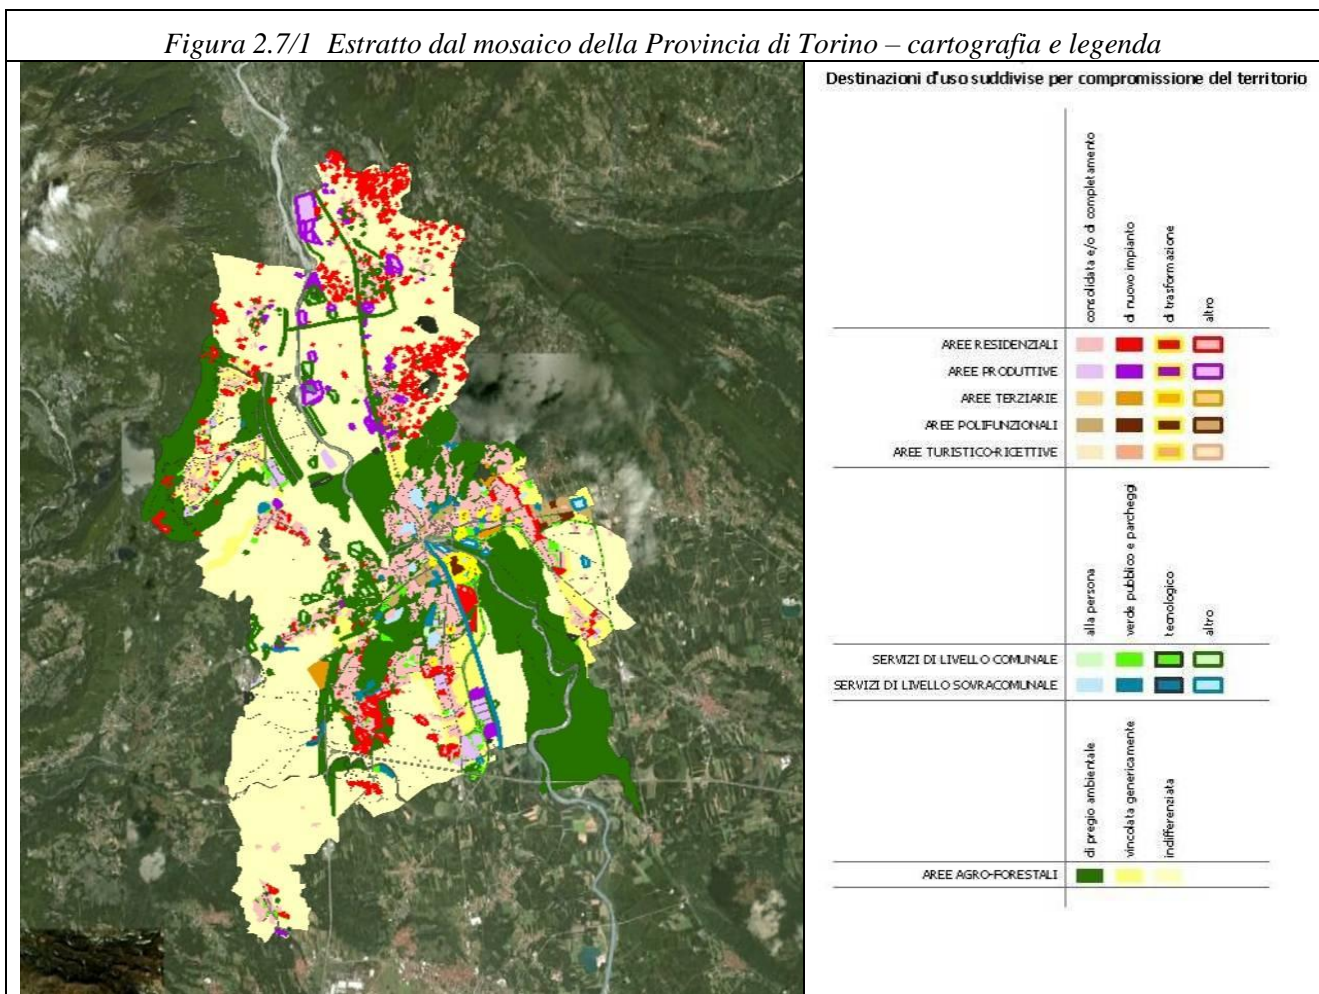 Figura 2.7/1 Estratto dal mosaico della Provincia di Torino – cartografia e legenda
Destinazioni d'uso suddivise per compromissione del territorio
consolidata e/o di completamento
di nuovo impianto
di trasformazione
altro
AREE RESIDENZIALI
AREE PRODUTTIVE
AREE TERZIARIE
AREE POLIFUNZIONALI
AREE TURISTICO-RICETTIVE
alla persona
verde pubblico e parcheggi
tecnologico
altro
SERVIZI DI LIVELLO COMUNALE
SERVIZI DI LIVELLO SOVRACOMUNALE
di pregio ambientale
vincolata genericamente
indifferenziata
AREE AGRO-FORESTALI